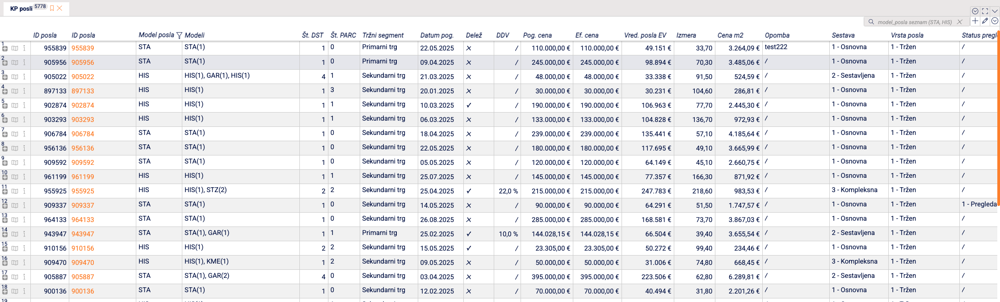 KP posli 5778
model_posla seznam (STA, HIS)
ID posla ID posla Model posla Modeli Št. DST Št. PARC Tržni segment Datum pog. Delež DDV Pog. cena Ef. cena Vred. posla EV Izmera Cena m2 Opomba Sestava Vrsta posla Status pregl
1 955839 955839 STA STA(1) 1 0 Primarni trg 22.05.2025 ✕ / 110.000,00 € 110.000,00 € 49.151 € 33,70 3.264,09 € test222 1 - Osnovna 1 - Tržen /
2 905956 905956 STA STA(1) 1 0 Primarni trg 09.04.2025 ✕ / 245.000,00 € 245.000,00 € 98.894 € 70,30 3.485,06 € / 1 - Osnovna 1 - Tržen /
3 905022 905022 HIS HIS(1), GAR(1), HIS(1) 4 1 Sekundarni trg 21.03.2025 ✕ / 48.000,00 € 48.000,00 € 33.338 € 91,50 524,59 € / 2 - Sestavljena 1 - Tržen /
4 897133 897133 HIS HIS(1) 1 3 Sekundarni trg 20.01.2025 ✕ / 30.000,00 € 30.000,00 € 30.231 € 104,60 286,81 € / 1 - Osnovna 1 - Tržen /
5 902874 902874 HIS HIS(1) 1 1 Sekundarni trg 10.03.2025 ✓ / 190.000,00 € 190.000,00 € 106.963 € 77,70 2.445,30 € / 1 - Osnovna 1 - Tržen /
6 903293 903293 HIS HIS(1) 1 1 Sekundarni trg 06.03.2025 ✕ / 133.000,00 € 133.000,00 € 104.828 € 136,70 972,93 € / 1 - Osnovna 1 - Tržen /
7 906784 906784 STA STA(1) 1 0 Sekundarni trg 18.04.2025 ✕ / 239.000,00 € 239.000,00 € 135.441 € 57,10 4.185,64 € / 1 - Osnovna 1 - Tržen /
8 956136 956136 STA STA(1) 1 0 Sekundarni trg 22.05.2025 ✕ / 180.000,00 € 180.000,00 € 117.695 € 49,10 3.665,99 € / 1 - Osnovna 1 - Tržen /
9 909592 909592 STA STA(1) 1 0 Sekundarni trg 05.05.2025 ✕ / 120.000,00 € 120.000,00 € 64.149 € 45,10 2.660,75 € / 1 - Osnovna 1 - Tržen /
10 961199 961199 HIS HIS(1) 1 1 Sekundarni trg 25.07.2025 ✕ / 145.000,00 € 145.000,00 € 77.357 € 166,30 871,92 € / 1 - Osnovna 1 - Tržen /
11 955925 955925 HIS HIS(1), STZ(2) 2 2 Sekundarni trg 25.04.2025 ✓ 22,0 % 215.000,00 € 215.000,00 € 247.783 € 218,60 983,53 € / 3 - Kompleksna 1 - Tržen /
12 909337 909337 STA STA(1) 1 0 Sekundarni trg 14.05.2025 ✕ / 90.000,00 € 90.000,00 € 64.291 € 51,50 1.747,57 € / 1 - Osnovna 1 - Tržen 1 - Pregleda
13 964133 964133 STA STA(1) 1 0 Sekundarni trg 26.08.2025 ✕ / 285.000,00 € 285.000,00 € 168.581 € 73,70 3.867,03 € / 1 - Osnovna 1 - Tržen /
14 943947 943947 STA STA(1), GAR(1) 1 1 Primarni trg 25.02.2025 ✓ 10,0 % 144.028,15 € 144.028,15 € 66.504 € 39,40 3.655,54 € / 2 - Sestavljena 1 - Tržen /
15 910156 910156 HIS HIS(1) 2 2 Sekundarni trg 15.05.2025 ✓ / 23.305,00 € 23.305,00 € 50.272 € 99,40 234,46 € / 1 - Osnovna 1 - Tržen /
16 909470 909470 HIS HIS(1), KME(1) 1 2 Sekundarni trg 09.05.2025 ✕ / 50.000,00 € 50.000,00 € 31.006 € 74,80 668,45 € / 3 - Kompleksna 1 - Tržen /
17 905887 905887 STA STA(1), GAR(2) 4 0 Sekundarni trg 03.04.2025 ✕ / 395.000,00 € 395.000,00 € 223.506 € 62,80 6.289,81 € / 2 - Sestavljena 1 - Tržen /
18 900136 900136 STA STA(1) 1 0 Sekundarni trg 12.02.2025 ✕ / 70.000,00 € 70.000,00 € 40.494 € 31,80 2.201,26 € / 1 - Osnovna 1 - Tržen /